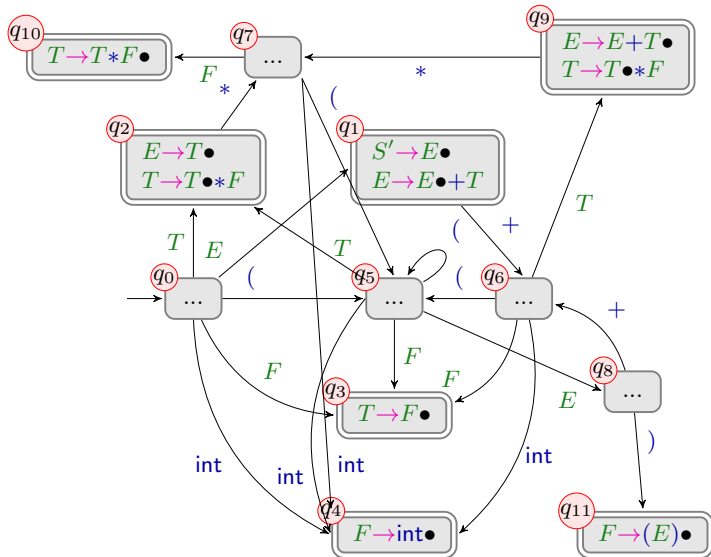 q10
T→T*F●
q7
...
q9
E→E+T●
T→T●*F
F
*
*
(
q2
E→T●
T→T●*F
q1
S′→E●
E→E●+T
T
E
T
(
+
T
q0
...
(
q5
...
(
q6
...
+
F
F
F
q3
T→F●
q8
...
E
)
int
int
int
int
q4
F→int●
q11
F→(E)●